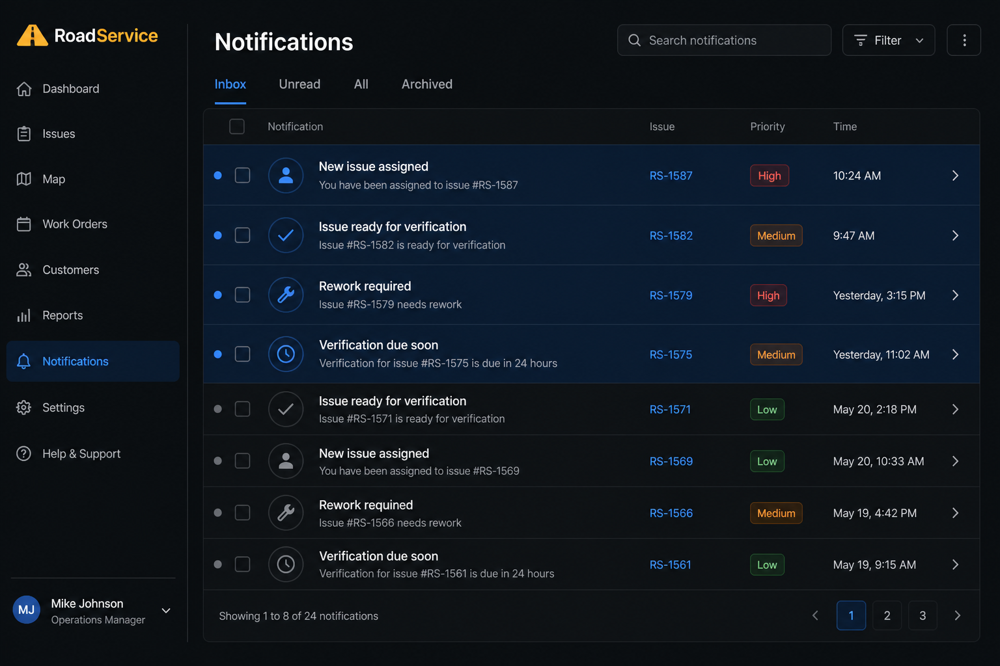 RoadService
Dashboard
Issues
Map
Work Orders
Customers
Reports
Notifications
Settings
Help & Support
MJ
Mike Johnson
Operations Manager
Notifications
Search notifications
Filter
Inbox Unread All Archived
Notification Issue Priority Time
New issue assigned
You have been assigned to issue #RS-1587
RS-1587 High 10:24 AM
Issue ready for verification
Issue #RS-1582 is ready for verification
RS-1582 Medium 9:47 AM
Rework required
Issue #RS-1579 needs rework
RS-1579 High Yesterday, 3:15 PM
Verification due soon
Verification for issue #RS-1575 is due in 24 hours
RS-1575 Medium Yesterday, 11:02 AM
Issue ready for verification
Issue #RS-1571 is ready for verification
RS-1571 Low May 20, 2:18 PM
New issue assigned
You have been assigned to issue #RS-1569
RS-1569 Low May 20, 10:33 AM
Rework required
Issue #RS-1566 needs rework
RS-1566 Medium May 19, 4:42 PM
Verification due soon
Verification for issue #RS-1561 is due in 24 hours
RS-1561 Low May 19, 9:15 AM
Showing 1 to 8 of 24 notifications
1 2 3